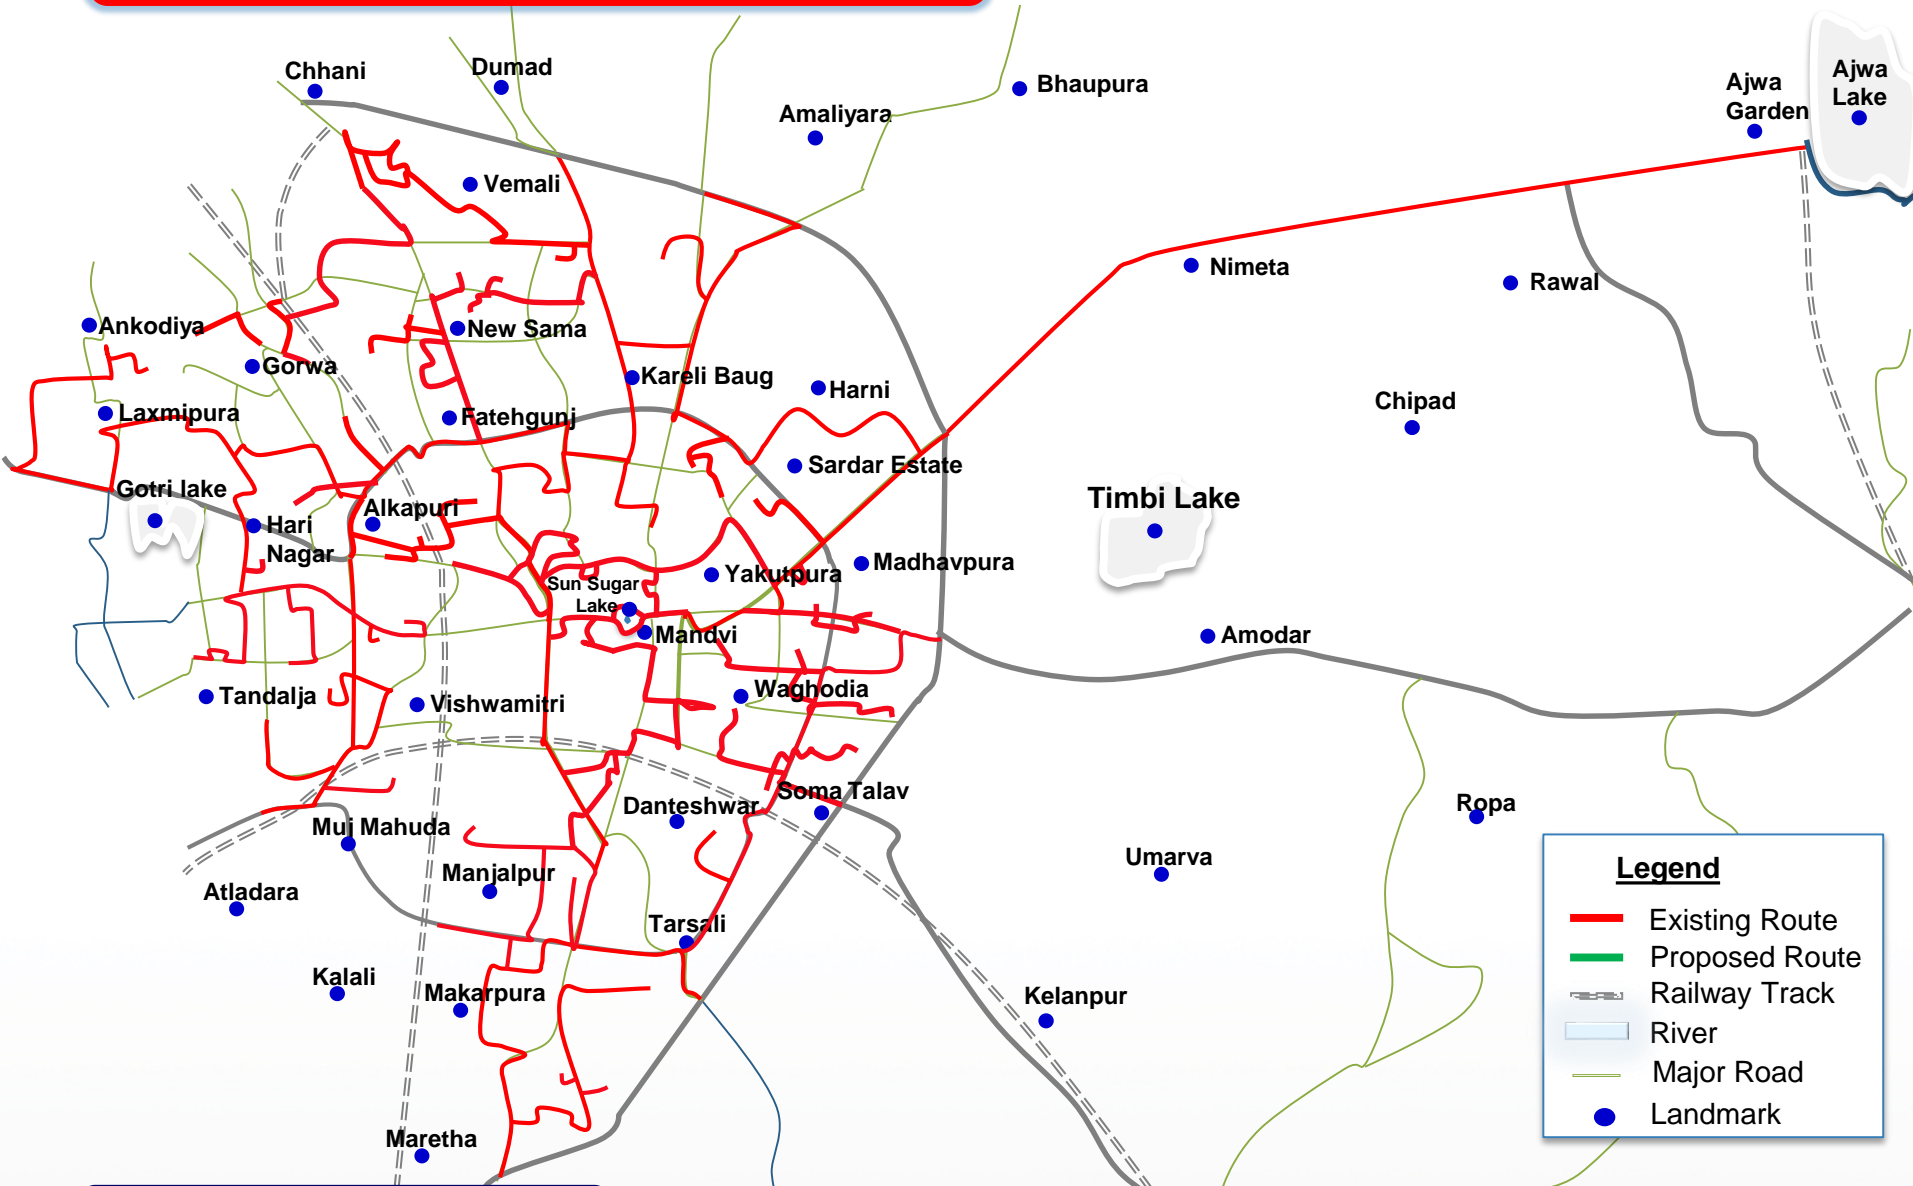 Chhani
Dumad
Bhaupura
Amaliyara
Ajwa
Garden
Ajwa
Lake
Vemali
Nimeta
Rawal
Ankodiya
New Sama
Gorwa
Kareli Baug
Harni
Laxmipura
Fatehgunj
Chipad
Sardar Estate
Gotri lake
Alkapuri
Timbi Lake
Hari
Nagar
Madhavpura
Yakutpura
Sun Sugar
Lake
Mandvi
Amodar
Tandalja
Vishwamitri
Waghodia
Soma Talav
Danteshwar
Ropa
Muj Mahuda
Umarva
Manjalpur
Atladara
Tarsali
Kalali
Makarpura
Kelanpur
Maretha
Legend
Existing Route
Proposed Route
Railway Track
River
Major Road
Landmark